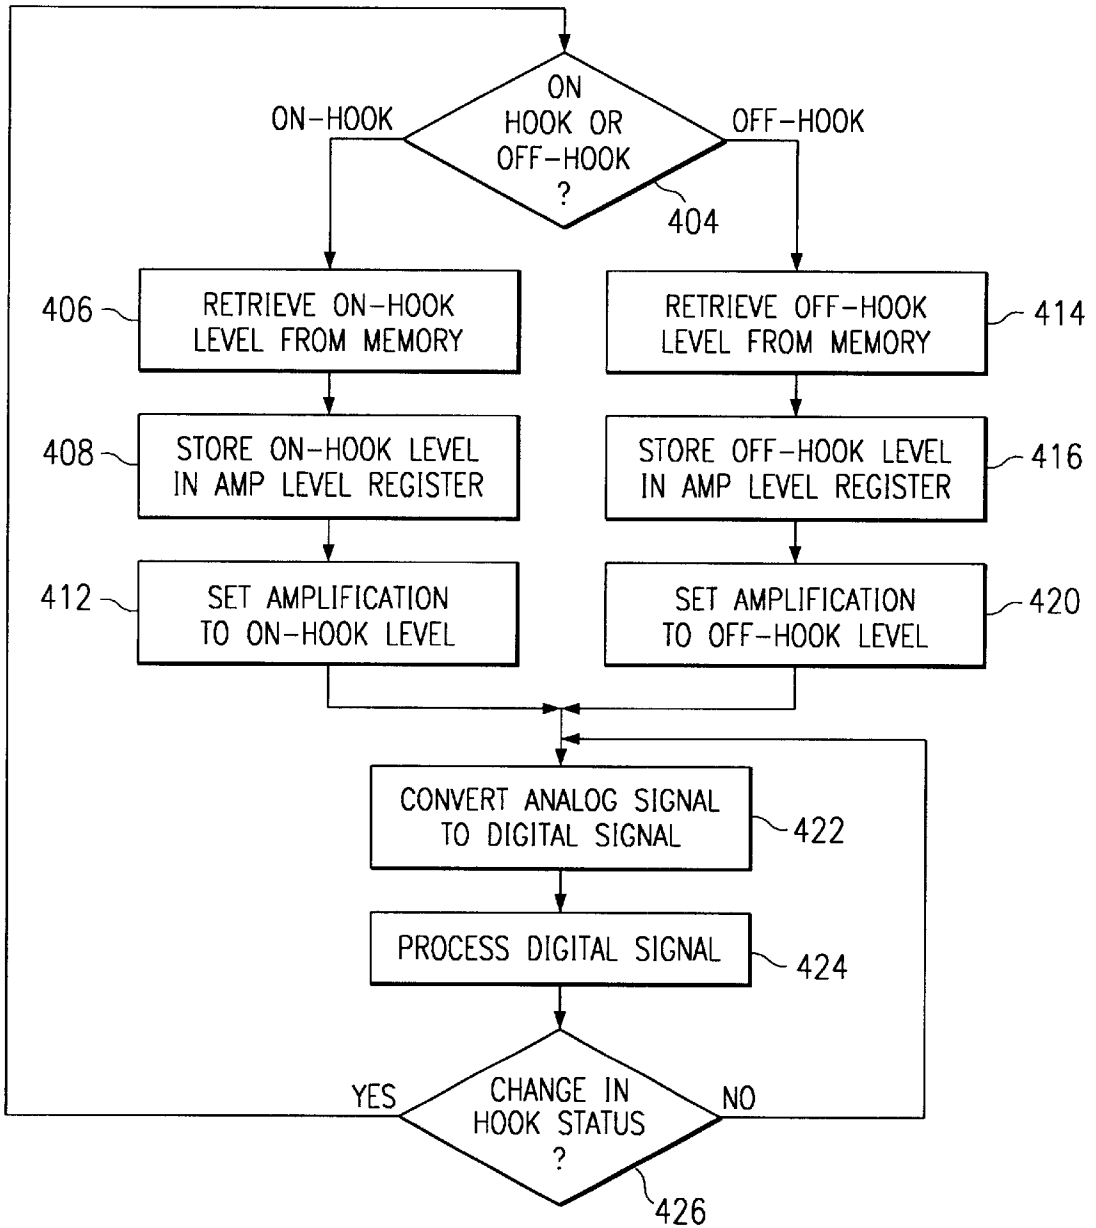 ON
HOOK OR
OFF-HOOK
?
ON-HOOK
OFF-HOOK
404
406
RETRIEVE ON-HOOK
LEVEL FROM MEMORY
RETRIEVE OFF-HOOK
LEVEL FROM MEMORY
414
408
STORE ON-HOOK LEVEL
IN AMP LEVEL REGISTER
STORE OFF-HOOK LEVEL
IN AMP LEVEL REGISTER
416
412
SET AMPLIFICATION
TO ON-HOOK LEVEL
SET AMPLIFICATION
TO OFF-HOOK LEVEL
420
CONVERT ANALOG SIGNAL
TO DIGITAL SIGNAL
422
PROCESS DIGITAL SIGNAL
424
YES
CHANGE IN
HOOK STATUS
?
NO
426